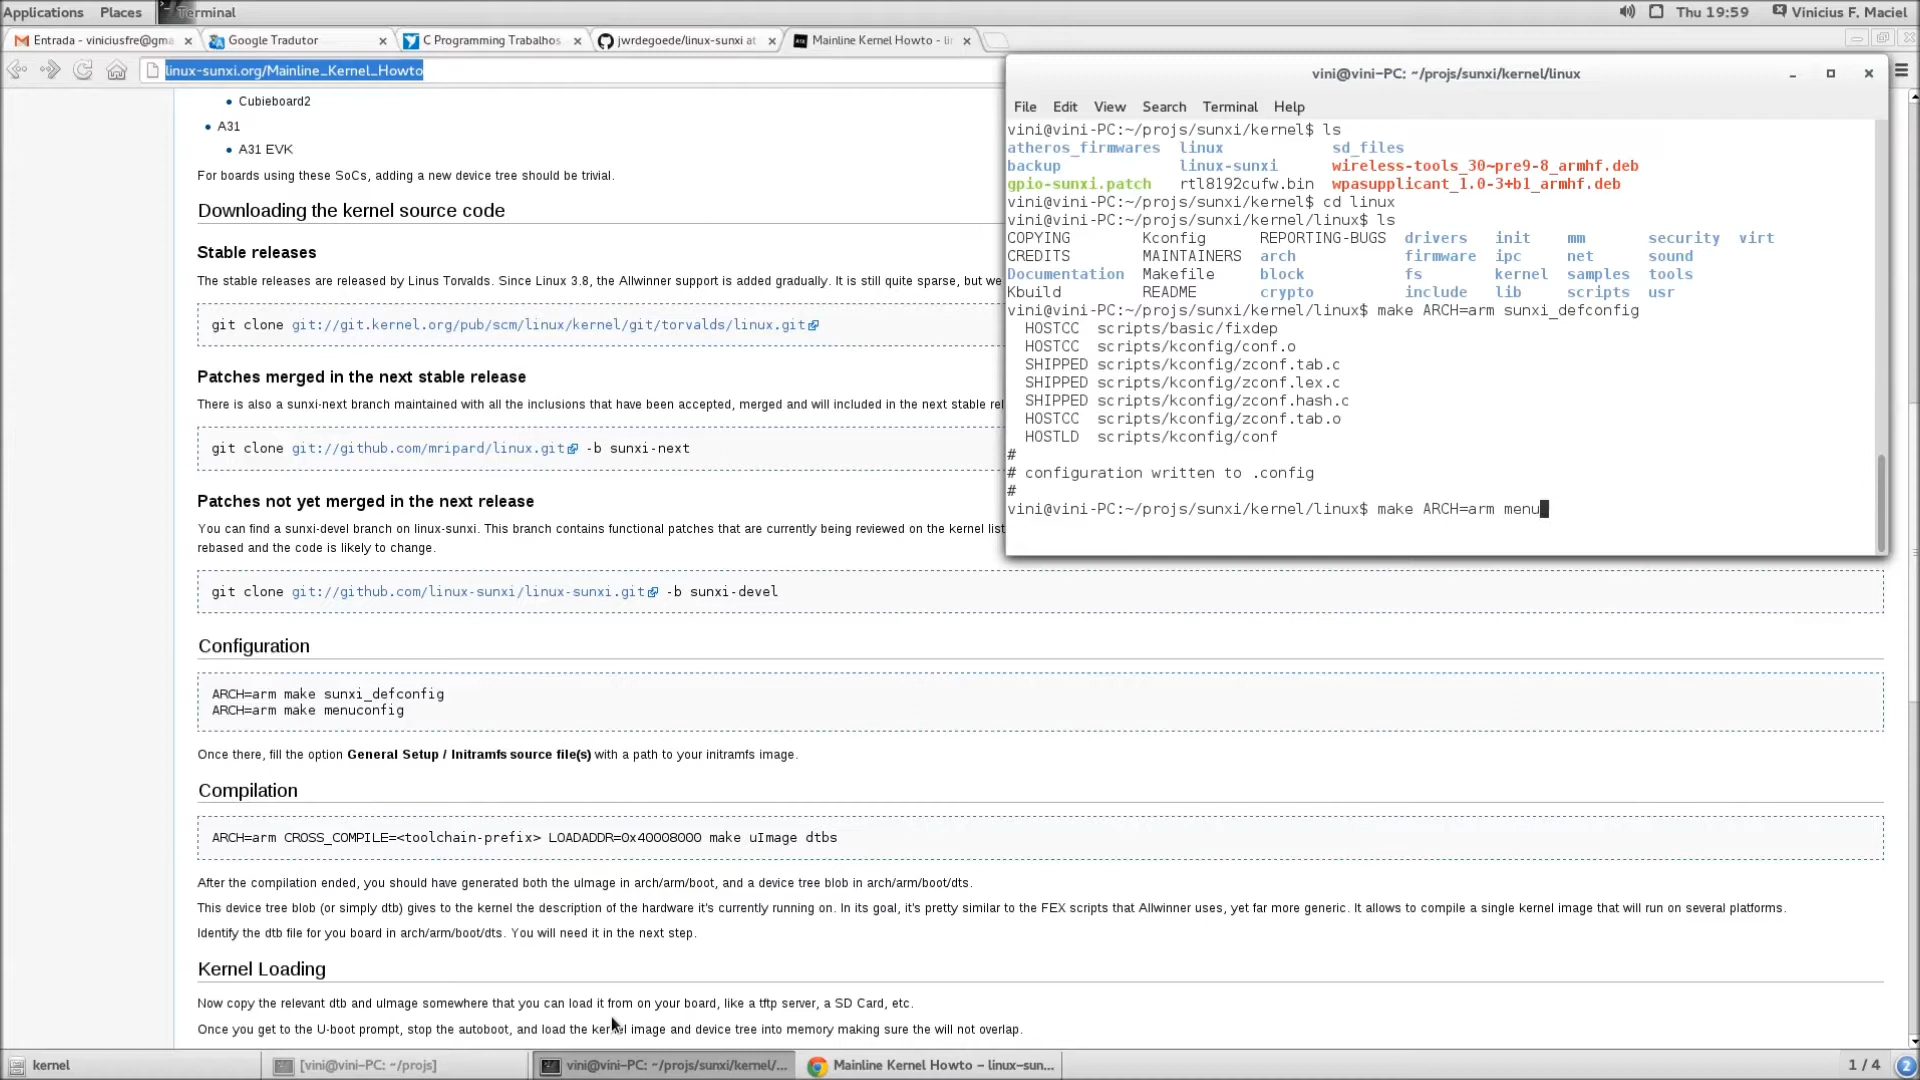 Applications Places Terminal Thu 19:59 Vinicius F. Maciel
Entrada - viniciusfre@gma Google Tradutor C Programming Trabalhos jwrdegoede/linux-sunxi at Mainline Kernel Howto - li
linux-sunxi.org/Mainline_Kernel_Howto
Cubieboard2
A31
A31 EVK
For boards using these SoCs, adding a new device tree should be trivial.
Downloading the kernel source code
Stable releases
The stable releases are released by Linus Torvalds. Since Linux 3.8, the Allwinner support is added gradually. It is still quite sparse, but we
git clone git://git.kernel.org/pub/scm/linux/kernel/git/torvalds/linux.git
Patches merged in the next stable release
There is also a sunxi-next branch maintained with all the inclusions that have been accepted, merged and will included in the next stable rel
git clone git://github.com/mripard/linux.git -b sunxi-next
Patches not yet merged in the next release
You can find a sunxi-devel branch on linux-sunxi. This branch contains functional patches that are currently being reviewed on the kernel list
rebased and the code is likely to change.
git clone git://github.com/linux-sunxi/linux-sunxi.git -b sunxi-devel
Configuration
ARCH=arm make sunxi_defconfig
ARCH=arm make menuconfig
Once there, fill the option General Setup / Initramfs source file(s) with a path to your initramfs image.
Compilation
ARCH=arm CROSS_COMPILE=<toolchain-prefix> LOADADDR=0x40008000 make uImage dtbs
After the compilation ended, you should have generated both the uImage in arch/arm/boot, and a device tree blob in arch/arm/boot/dts.
This device tree blob (or simply dtb) gives to the kernel the description of the hardware it's currently running on. In its goal, it's pretty similar to the FEX scripts that Allwinner uses, yet far more generic. It allows to compile a single kernel image that will run on several platforms.
Identify the dtb file for you board in arch/arm/boot/dts. You will need it in the next step.
Kernel Loading
Now copy the relevant dtb and uImage somewhere that you can load it from on your board, like a tftp server, a SD Card, etc.
Once you get to the U-boot prompt, stop the autoboot, and load the kernel image and device tree into memory making sure the will not overlap.
vini@vini-PC: ~/projs/sunxi/kernel/linux
File Edit View Search Terminal Help
vini@vini-PC:~/projs/sunxi/kernel$ ls
atheros_firmwares linux sd_files
backup linux-sunxi wireless-tools_30~pre9-8_armhf.deb
gpio-sunxi.patch rtl8192cufw.bin wpasupplicant_1.0-3+b1_armhf.deb
vini@vini-PC:~/projs/sunxi/kernel$ cd linux
vini@vini-PC:~/projs/sunxi/kernel/linux$ ls
COPYING Kconfig REPORTING-BUGS drivers init mm security virt
CREDITS MAINTAINERS arch firmware ipc net sound
Documentation Makefile block fs kernel samples tools
Kbuild README crypto include lib scripts usr
vini@vini-PC:~/projs/sunxi/kernel/linux$ make ARCH=arm sunxi_defconfig
HOSTCC scripts/basic/fixdep
HOSTCC scripts/kconfig/conf.o
SHIPPED scripts/kconfig/zconf.tab.c
SHIPPED scripts/kconfig/zconf.lex.c
SHIPPED scripts/kconfig/zconf.hash.c
HOSTCC scripts/kconfig/zconf.tab.o
HOSTLD scripts/kconfig/conf
#
# configuration written to .config
#
vini@vini-PC:~/projs/sunxi/kernel/linux$ make ARCH=arm menu
kernel [vini@vini-PC: ~/projs] vini@vini-PC: ~/projs/sunxi/kernel/... Mainline Kernel Howto – linux-sun... 1 / 4 2